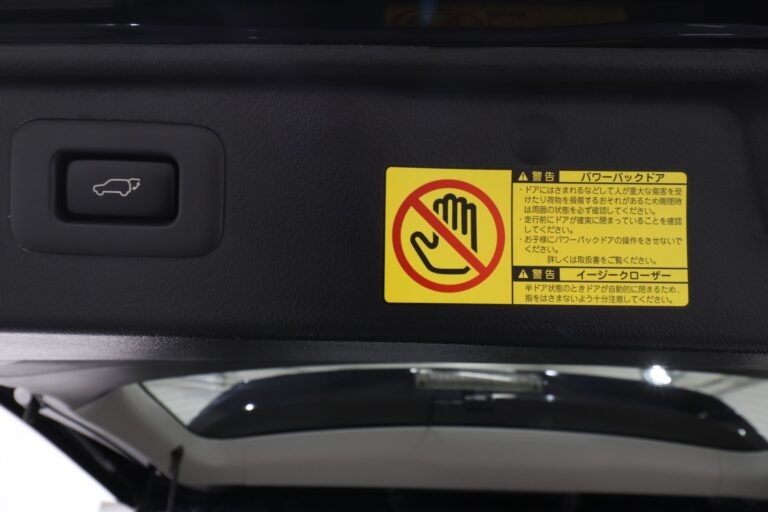 警告 パワーバックドア
・ドアにはさまれるなどして人が重大な傷害を受
けたり荷物を損傷するおそれがあるため開閉時
は周囲の状態を必ず確認してください。
・走行前にドアが確実に閉まっていることを確認
してください。
・お子様にパワーバックドアの操作をさせないで
ください。
詳しくは取扱書をご覧ください。
警告 イージークローザー
半ドア状態のときドアが自動的に閉まるため、
指をはさまないよう十分注意してください。